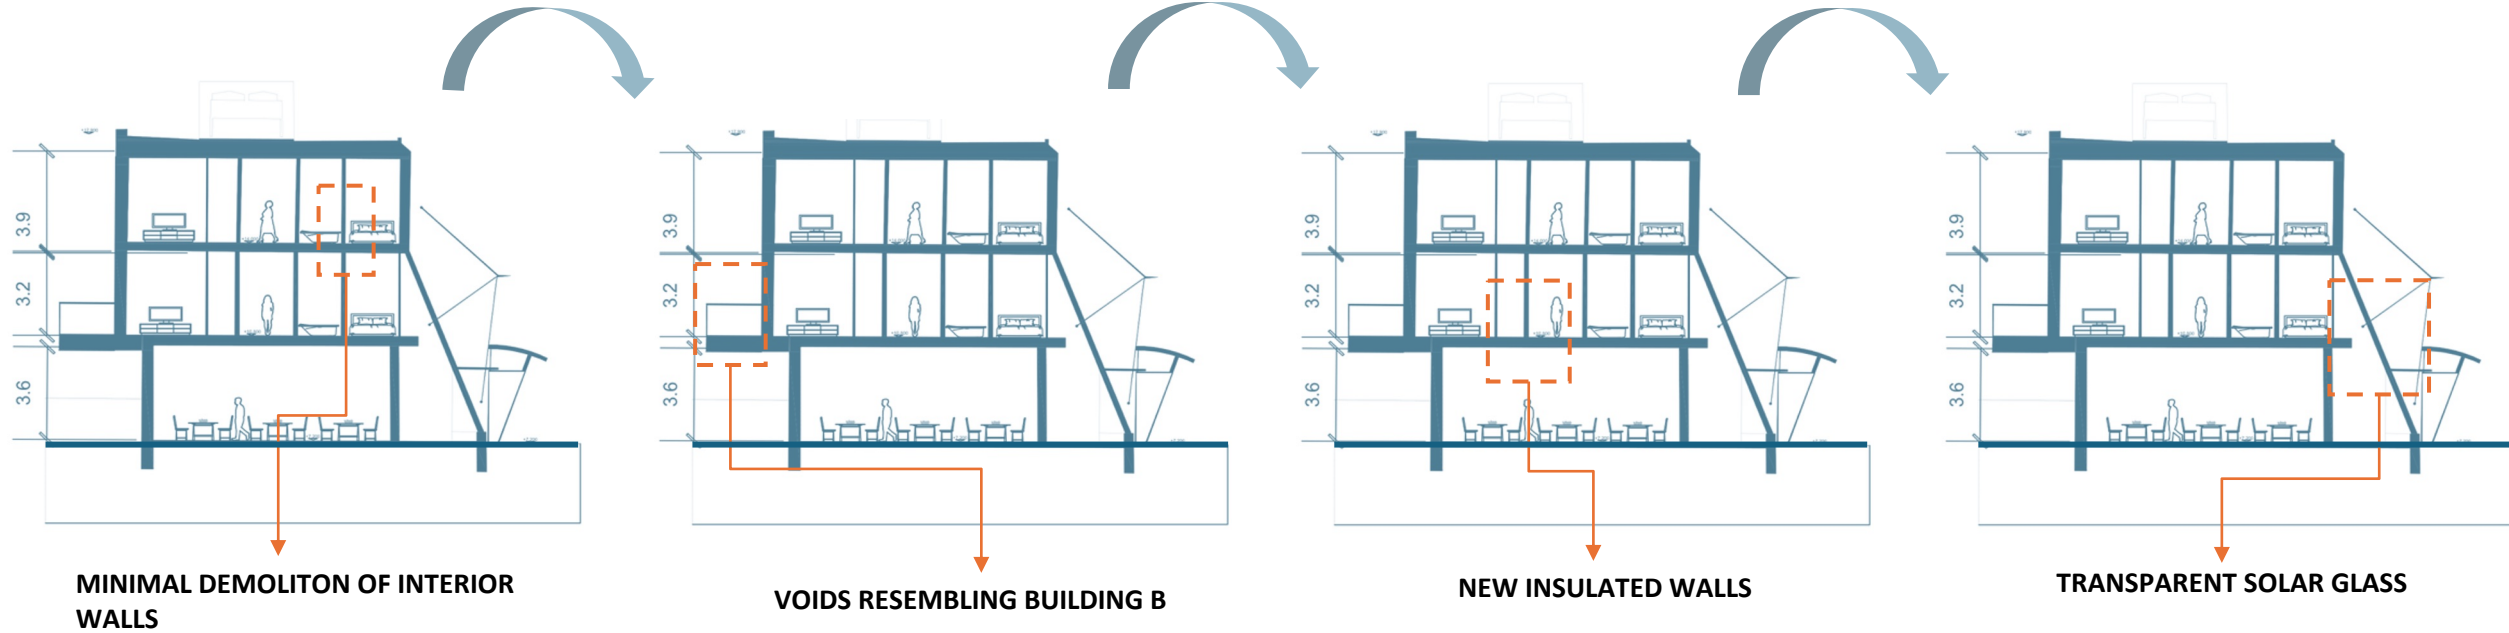 3.9
3.2
3.6
3.9
3.2
3.6
3.9
3.2
3.6
3.9
3.2
3.6
MINIMAL DEMOLITON OF INTERIOR
WALLS
VOIDS RESEMBLING BUILDING B
NEW INSULATED WALLS
TRANSPARENT SOLAR GLASS